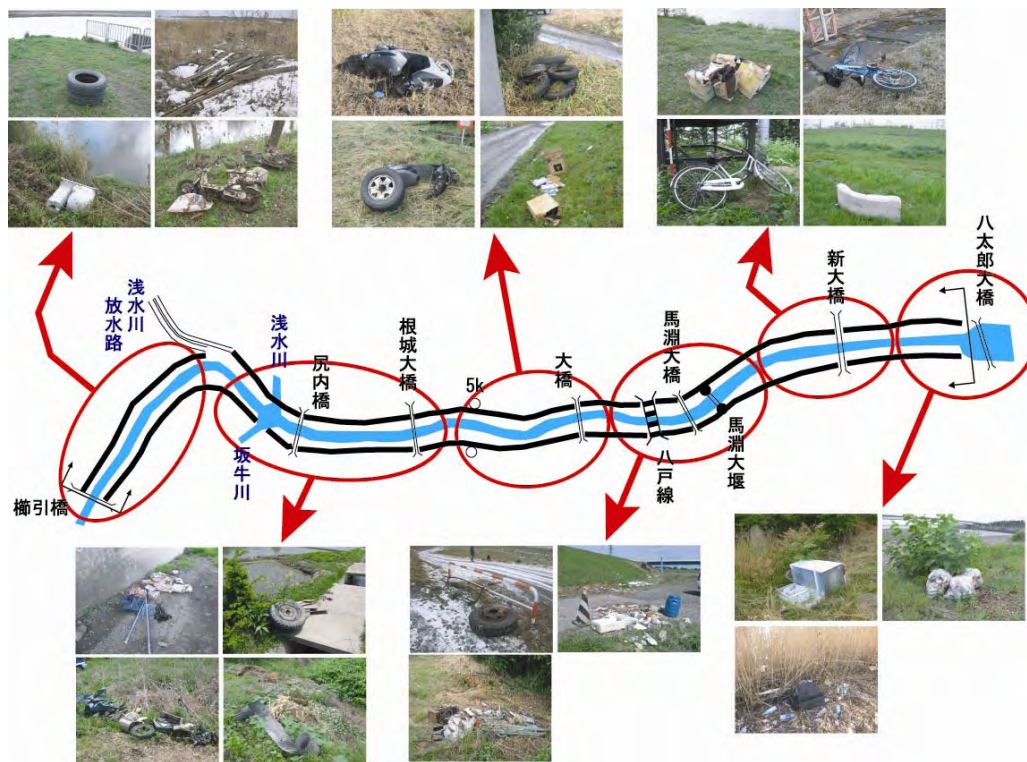 浅水川
放水路
浅水川
尻内橋
根城大橋
5k
大橋
馬淵大橋
新大橋
八太郎大橋
櫛引橋
坂牛川
八戸線
馬淵大堰